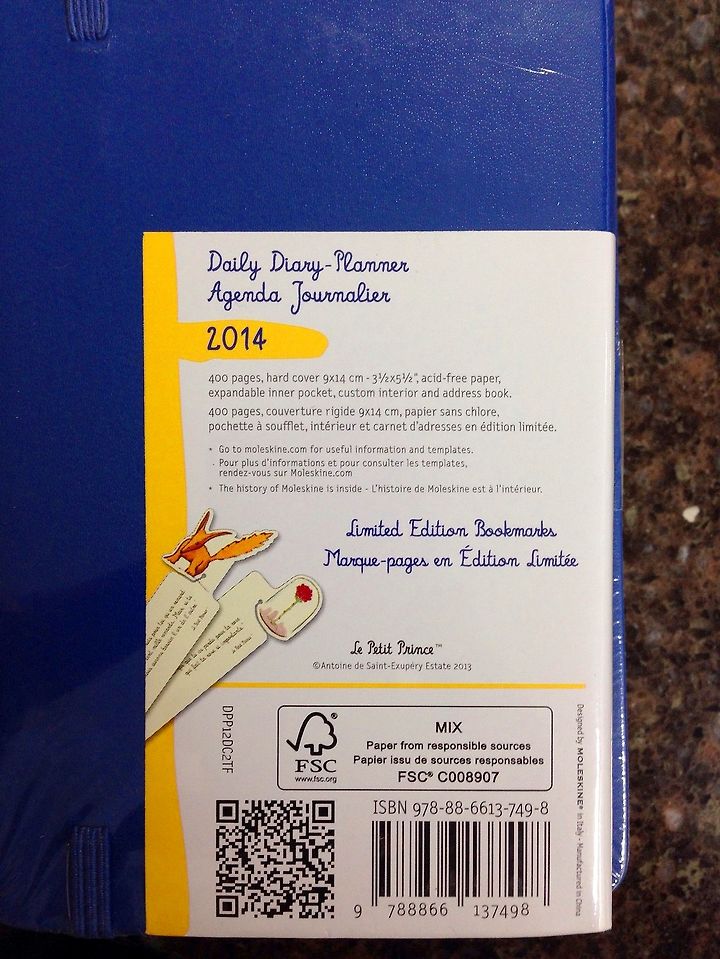 Daily Diary-Planner
Agenda Journalier
2014
400 pages, hard cover 9x14 cm - 3½x5½", acid-free paper,
expandable inner pocket, custom interior and address book.
400 pages, couverture rigide 9x14 cm, papier sans chlore,
pochette à soufflet, intérieur et carnet d'adresses en édition limitée.
• Go to moleskine.com for useful information and templates.
• Pour plus d'informations et pour consulter les templates,
rendez-vous sur Moleskine.com
• The history of Moleskine is inside - L'histoire de Moleskine est à l'intérieur.
Limited Edition Bookmarks
Marque-pages en Édition Limitée
Le Petit Prince™
©Antoine de Saint-Exupéry Estate 2013
DPP12DC2TF
FSC®
www.fsc.org
MIX
Paper from responsible sources
Papier issu de sources responsables
FSC® C008907
Designed by MOLESKINE® in Italy - Manufactured in China
ISBN 978-88-6613-749-8
9 788866 137498